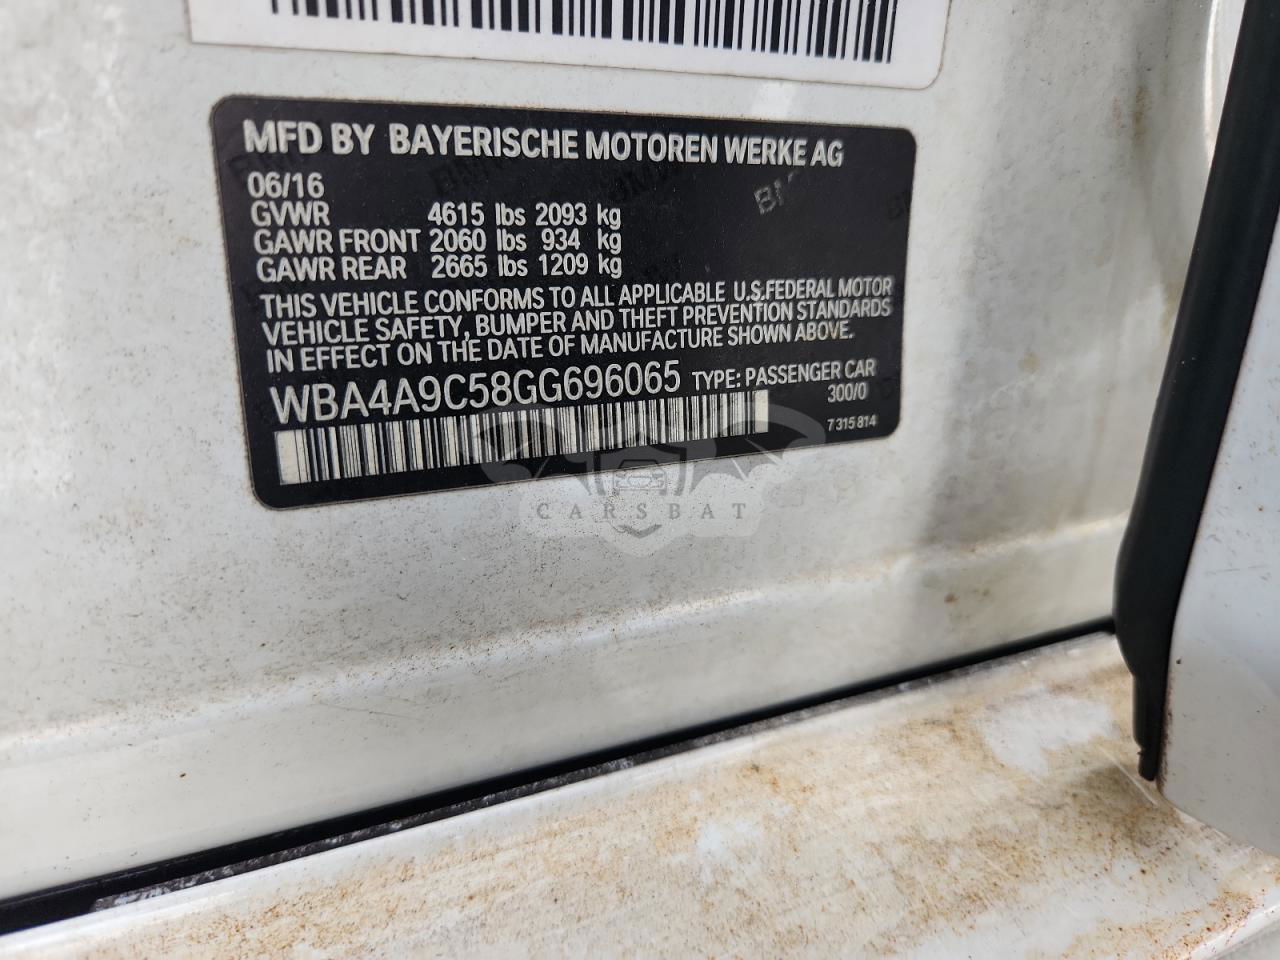 MFD BY BAYERISCHE MOTOREN WERKE AG
06/16
GVWR 4615 lbs 2093 kg
GAWR FRONT 2060 lbs 934 kg
GAWR REAR 2665 lbs 1209 kg
THIS VEHICLE CONFORMS TO ALL APPLICABLE U.S.FEDERAL MOTOR
VEHICLE SAFETY, BUMPER AND THEFT PREVENTION STANDARDS
IN EFFECT ON THE DATE OF MANUFACTURE SHOWN ABOVE.
WBA4A9C58GG696065 TYPE: PASSENGER CAR
300/0
7 315 814
CARSBAT